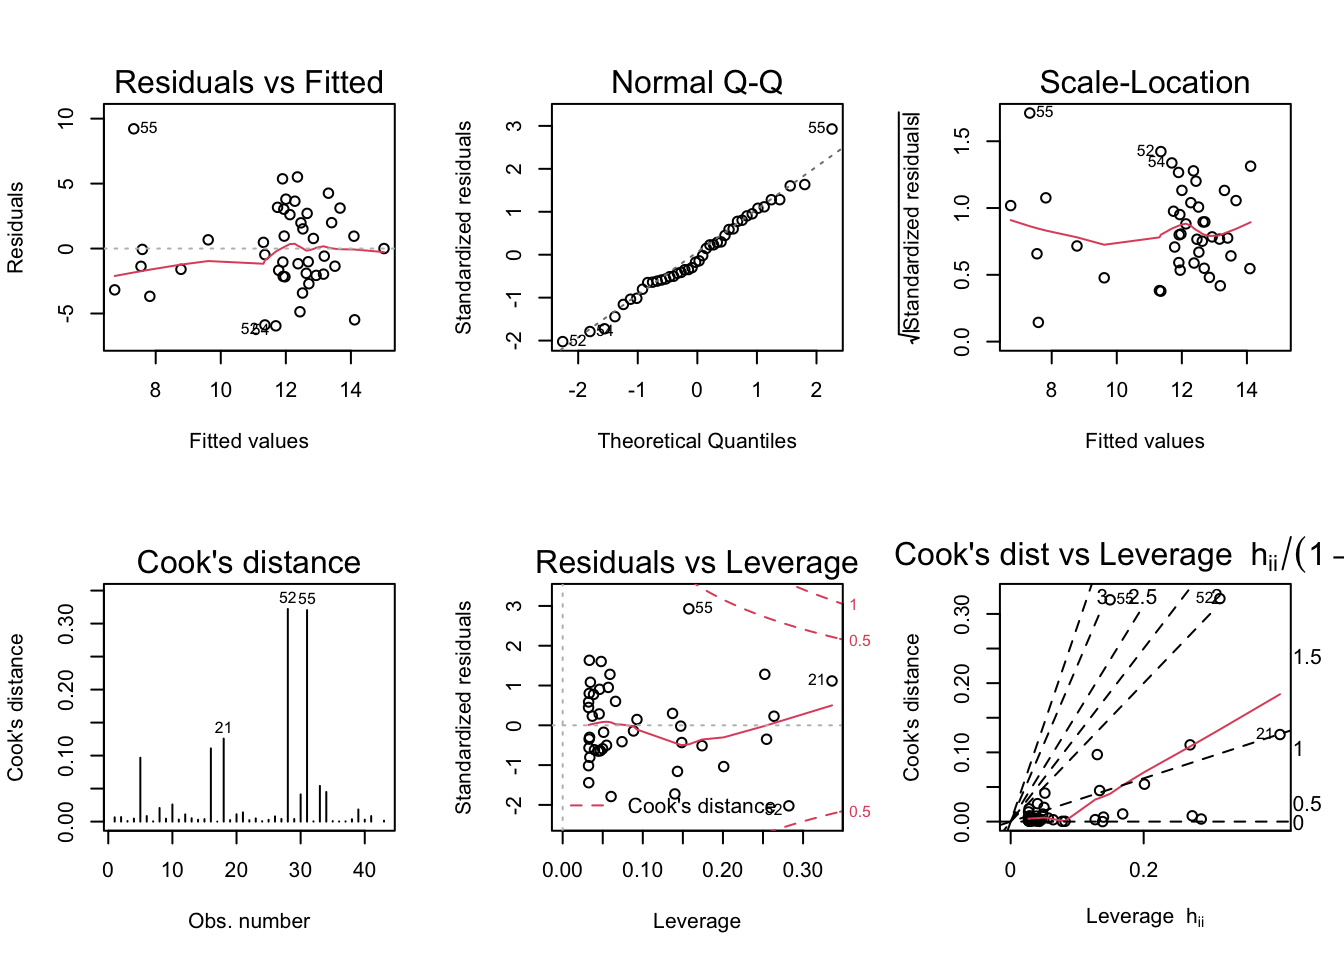 Residuals vs Fitted
10
5
0
-5
Residuals
55
52
54
8 10 12 14
Fitted values
Normal Q-Q
3
2
1
0
-1
-2
Standardized residuals
55
52
54
-2 -1 0 1 2
Theoretical Quantiles
Scale-Location
1.5
1.0
0.5
0.0
√|Standardized residuals|
55
52
54
8 10 12 14
Fitted values
Cook's distance
0.30
0.20
0.10
0.00
Cook's distance
52 55
21
0 10 20 30 40
Obs. number
Residuals vs Leverage
3
2
1
0
-1
-2
Standardized residuals
55
21
52
1
0.5
0.5
Cook's distance
0.00 0.10 0.20 0.30
Leverage
Cook's dist vs Leverage hii/(1 −
0.30
0.20
0.10
0.00
Cook's distance
3 55 2.5 52 2
21
1.5
1
0.5
0
0 0.2
Leverage hii